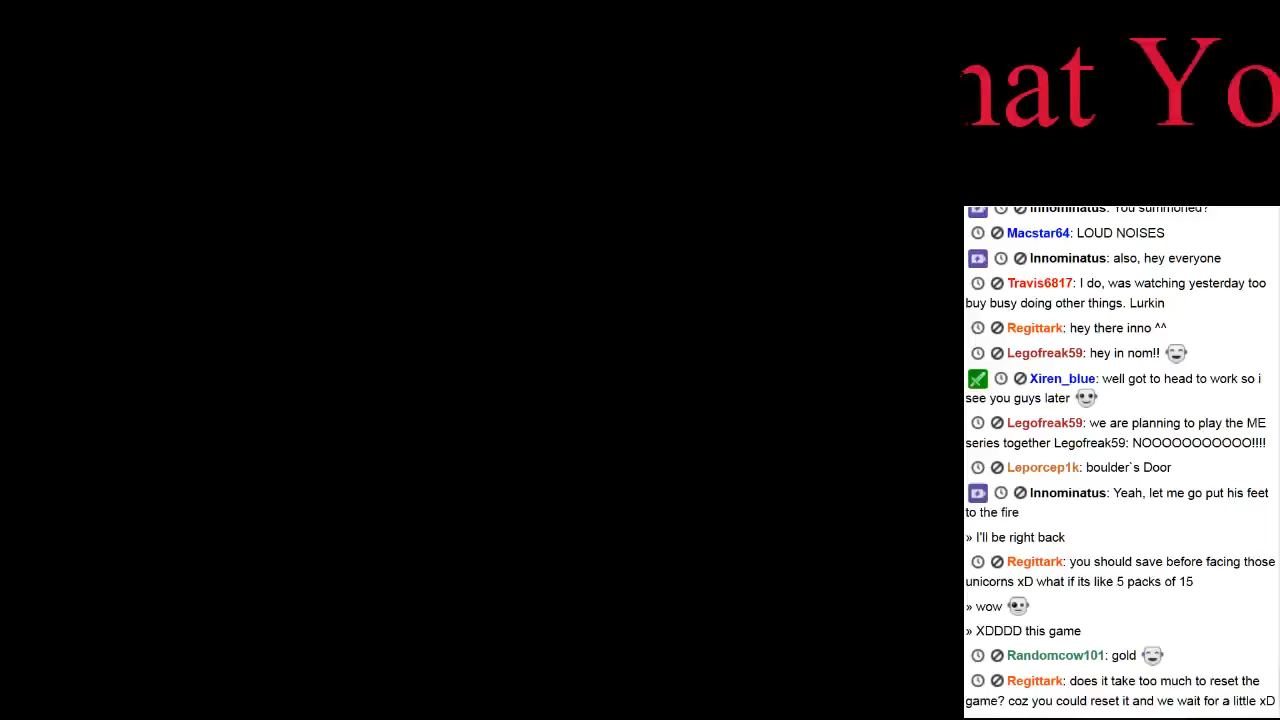 hat Yo
Innominatus: You summoned?
Macstar64: LOUD NOISES
Innominatus: also, hey everyone
Travis6817: I do, was watching yesterday too
buy busy doing other things. Lurkin
Regittark: hey there inno ^^
Legofreak59: hey in nom!!
Xiren_blue: well got to head to work so i
see you guys later
Legofreak59: we are planning to play the ME
series together Legofreak59: NOOOOOOOOOOO!!!!
Leporcep1k: boulder`s Door
Innominatus: Yeah, let me go put his feet
to the fire
» I'll be right back
Regittark: you should save before facing those
unicorns xD what if its like 5 packs of 15
» wow
» XDDDD this game
Randomcow101: gold
Regittark: does it take too much to reset the
game? coz you could reset it and we wait for a little xD